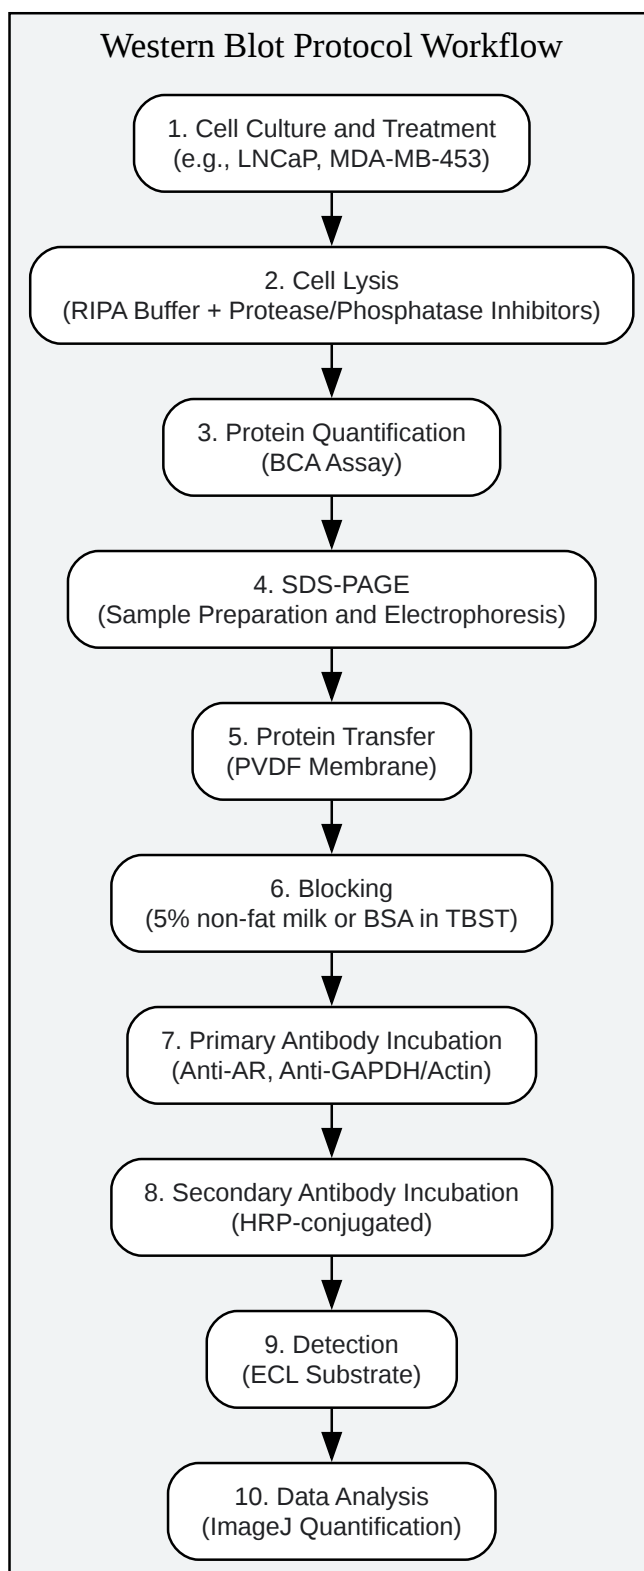 Western Blot Protocol Workflow
1. Cell Culture and Treatment
(e.g., LNCaP, MDA-MB-453)
2. Cell Lysis
(RIPA Buffer + Protease/Phosphatase Inhibitors)
3. Protein Quantification
(BCA Assay)
4. SDS-PAGE
(Sample Preparation and Electrophoresis)
5. Protein Transfer
(PVDF Membrane)
6. Blocking
(5% non-fat milk or BSA in TBST)
7. Primary Antibody Incubation
(Anti-AR, Anti-GAPDH/Actin)
8. Secondary Antibody Incubation
(HRP-conjugated)
9. Detection
(ECL Substrate)
10. Data Analysis
(ImageJ Quantification)